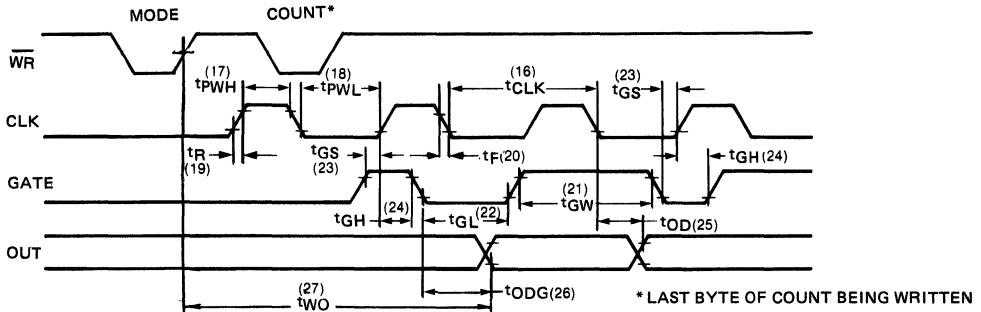 MODE COUNT*
WR
(17) (18) (16) (23)
tPWH tPWL tCLK tGS
CLK
tR tGS tF(20) tGH(24)
(19) (23)
GATE
(24) (22) (21)
tGH tGL tGW
tOD(25)
OUT
tODG(26)
(27)
tWO
*LAST BYTE OF COUNT BEING WRITTEN